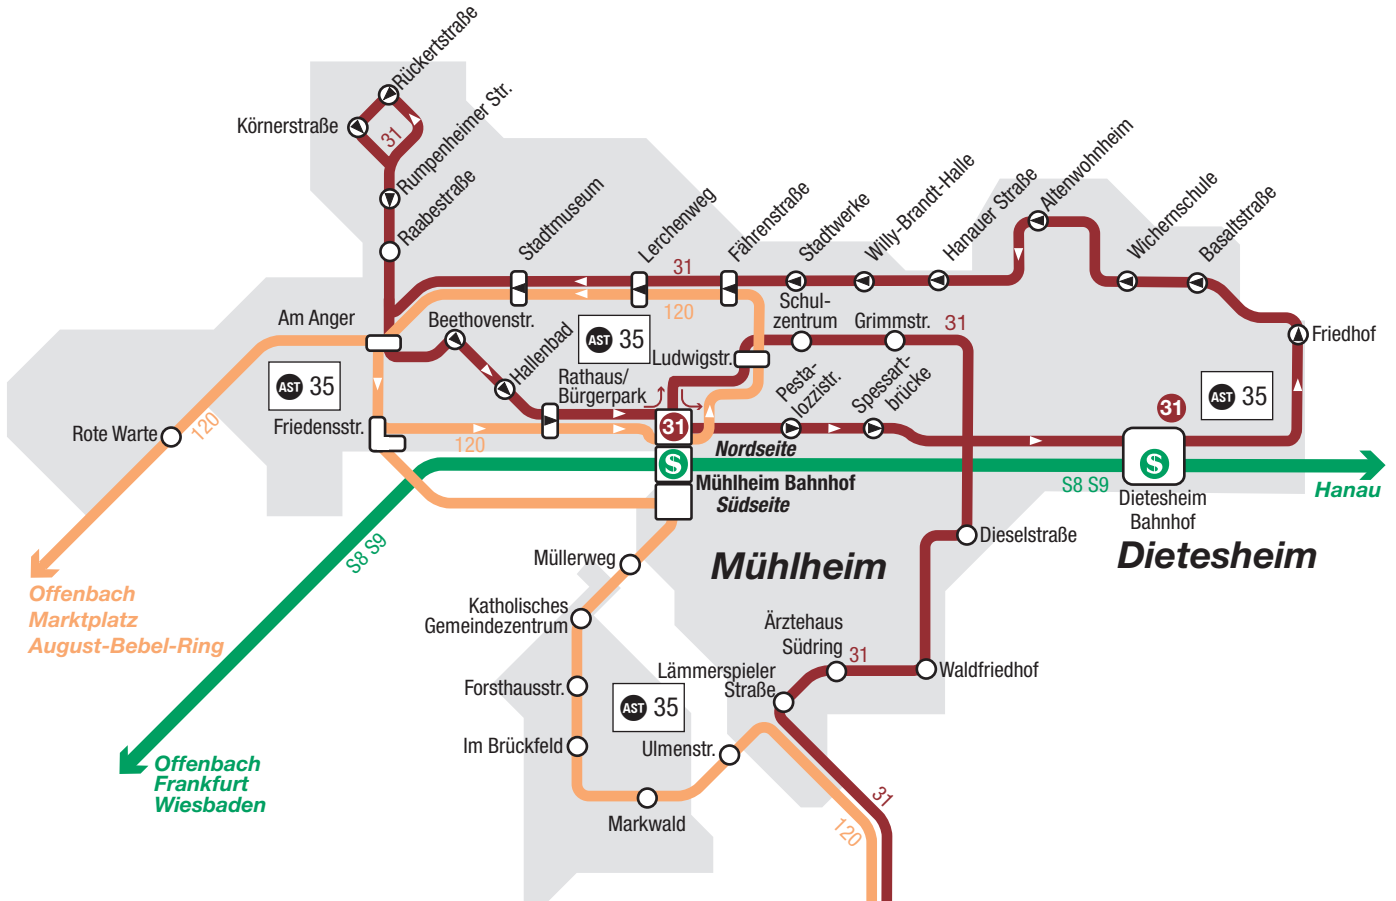 Rückertstraße
Körnerstraße
31
Rumpenheimer Str.
Raabestraße
Stadtmuseum
Lerchenweg
Fährenstraße
Stadtwerke
Willy-Brandt-Halle
Hanauer Straße
Altenwohnheim
Wichernschule
Basaltstraße
31
120
Am Anger
Beethovenstr.
Hallenbad
AST 35
Schul-
zentrum
Grimmstr.
31
Friedhof
Ludwigstr.
AST 35
Rathaus/
Bürgerpark
Pesta-
lozzistr.
Spessart-
brücke
AST 35
31
Rote Warte
120
Friedensstr.
120
31
Nordseite
S
Mühlheim Bahnhof
Südseite
S
S8 S9
Hanau
Dietesheim
Bahnhof
Dieselstraße
Dietesheim
Mühlheim
S8 S9
Müllerweg
Offenbach
Marktplatz
August-Bebel-Ring
Katholisches
Gemeindezentrum
Ärztehaus
Südring
31
Waldfriedhof
Lämmerspieler
Straße
Forsthausstr.
AST 35
Im Brückfeld
Ulmenstr.
Offenbach
Frankfurt
Wiesbaden
Markwald
31
120